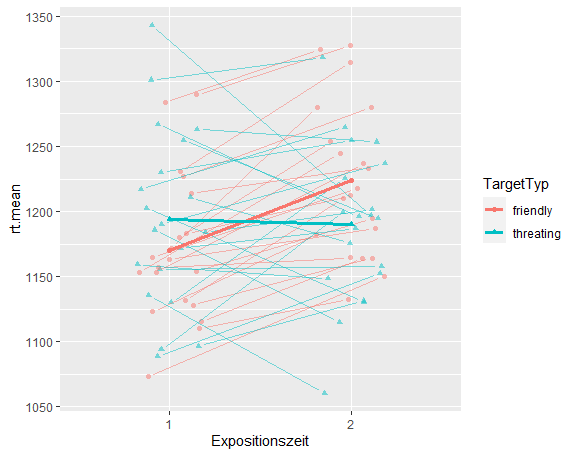 1350
1300
1250
1200
1150
1100
1050
rt.mean
1
2
Expositionszeit
TargetTyp
friendly
threating